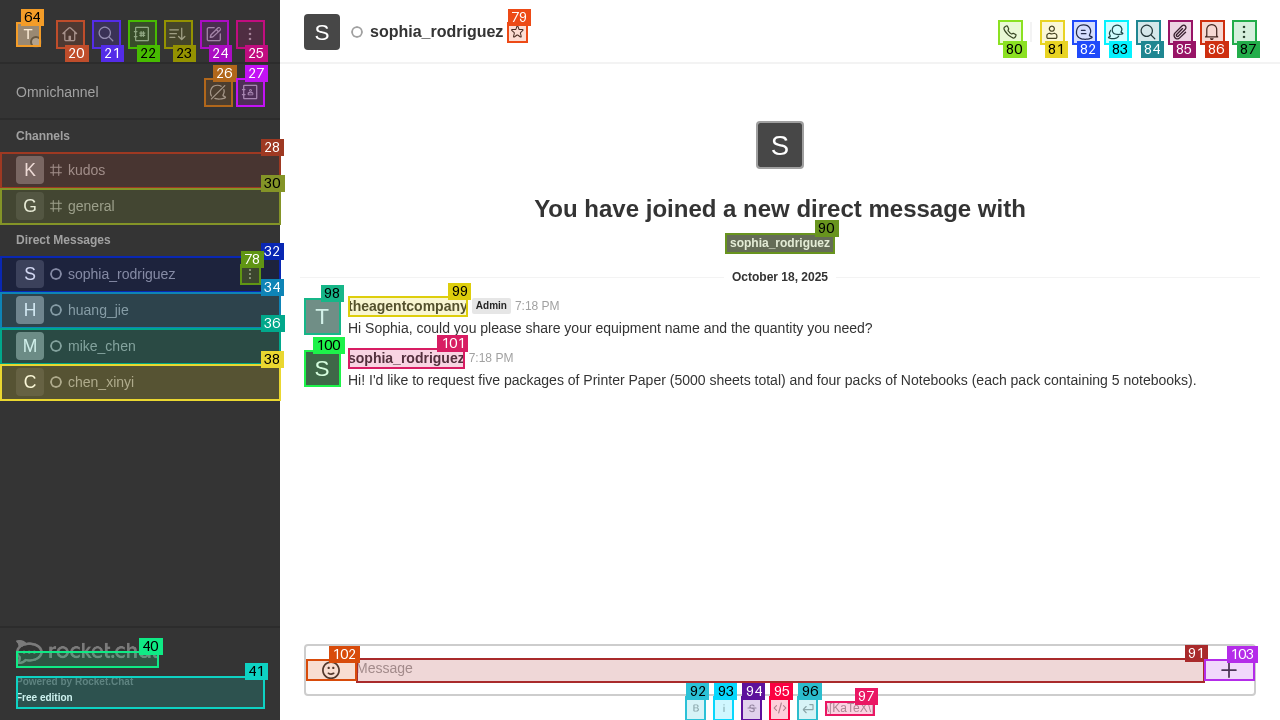 64
T
20
21
22
23
24
25
S
sophia_rodriguez
79
80
81
82
83
84
85
86
87
Omnichannel
26
27
Channels
28
K
kudos
30
G
general
Direct Messages
32
S
sophia_rodriguez
78
34
H
huang_jie
36
M
mike_chen
38
C
chen_xinyi
rocket.chat
40
Powered by Rocket.Chat
41
Free edition
S
You have joined a new direct message with
90
sophia_rodriguez
October 18, 2025
98
T
99
theagentcompany Admin 7:18 PM
Hi Sophia, could you please share your equipment name and the quantity you need?
100
S
101
sophia_rodriguez 7:18 PM
Hi! I'd like to request five packages of Printer Paper (5000 sheets total) and four packs of Notebooks (each pack containing 5 notebooks).
102
Message
91
103
92
93
94
95
96
97
B
i
S
</>
\(KaTeX\)